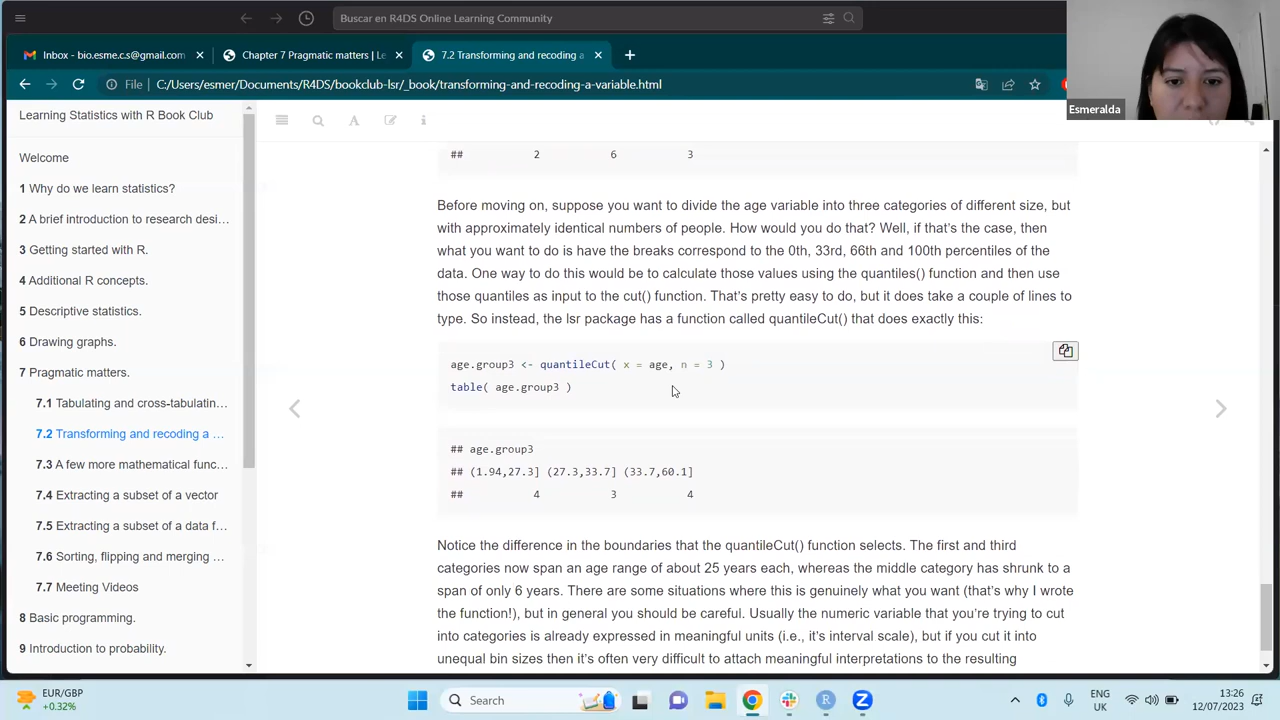 Buscar en R4DS Online Learning Community
Inbox - bio.esme.c.s@gmail.com
Chapter 7 Pragmatic matters | Le
7.2 Transforming and recoding a
File
C:/Users/esmer/Documents/R4DS/bookclub-lsr/_book/transforming-and-recoding-a-variable.html
Esmeralda
Learning Statistics with R Book Club
Welcome
1 Why do we learn statistics?
2 A brief introduction to research desi...
3 Getting started with R.
4 Additional R concepts.
5 Descriptive statistics.
6 Drawing graphs.
7 Pragmatic matters.
7.1 Tabulating and cross-tabulatin...
7.2 Transforming and recoding a ...
7.3 A few more mathematical func...
7.4 Extracting a subset of a vector
7.5 Extracting a subset of a data f...
7.6 Sorting, flipping and merging ...
7.7 Meeting Videos
8 Basic programming.
9 Introduction to probability.
## 2 6 3
Before moving on, suppose you want to divide the age variable into three categories of different size, but
with approximately identical numbers of people. How would you do that? Well, if that's the case, then
what you want to do is have the breaks correspond to the 0th, 33rd, 66th and 100th percentiles of the
data. One way to do this would be to calculate those values using the quantiles() function and then use
those quantiles as input to the cut() function. That's pretty easy to do, but it does take a couple of lines to
type. So instead, the lsr package has a function called quantileCut() that does exactly this:
age.group3 <- quantileCut( x = age, n = 3 )
table( age.group3 )
## age.group3
## (1.94,27.3] (27.3,33.7] (33.7,60.1]
## 4 3 4
Notice the difference in the boundaries that the quantileCut() function selects. The first and third
categories now span an age range of about 25 years each, whereas the middle category has shrunk to a
span of only 6 years. There are some situations where this is genuinely what you want (that's why I wrote
the function!), but in general you should be careful. Usually the numeric variable that you're trying to cut
into categories is already expressed in meaningful units (i.e., it's interval scale), but if you cut it into
unequal bin sizes then it's often very difficult to attach meaningful interpretations to the resulting
EUR/GBP
+0.32%
Search
ENG
UK
13:26
12/07/2023